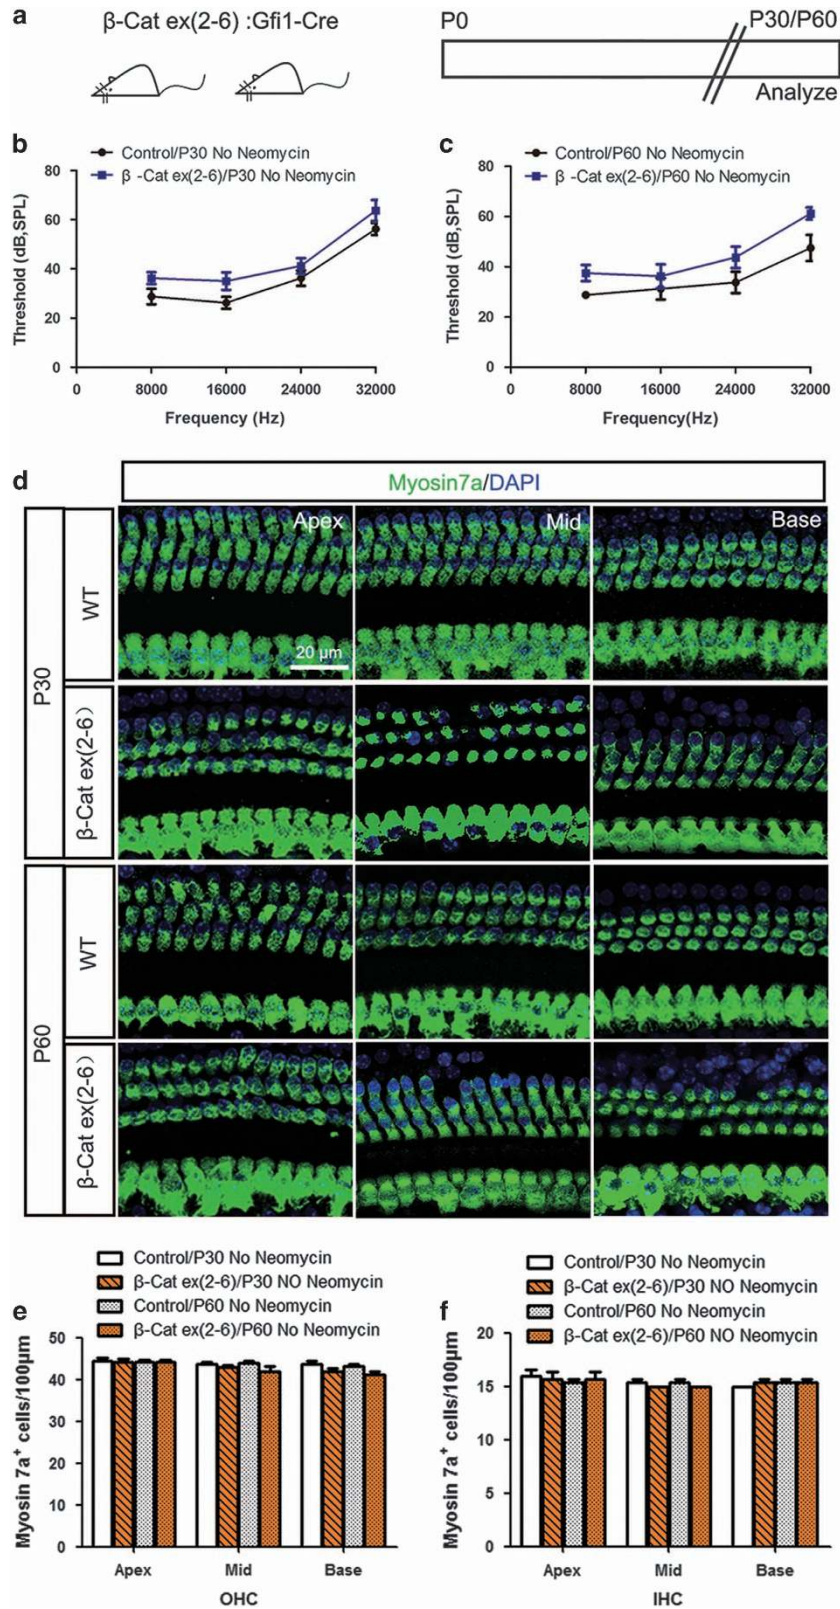 a
β-Cat ex(2-6) :Gfi1-Cre
P0
P30/P60
Analyze
b
Control/P30 No Neomycin
β -Cat ex(2-6)/P30 No Neomycin
Threshold (dB,SPL)
80
60
40
20
0
0 8000 16000 24000 32000
Frequency (Hz)
c
Control/P60 No Neomycin
β -Cat ex(2-6)/P60 No Neomycin
Threshold (dB,SPL)
80
60
40
20
0
0 8000 16000 24000 32000
Frequency(Hz)
d
Myosin7a/DAPI
Apex
Mid
Base
20 μm
P30
WT
β-Cat ex(2-6)
P60
WT
β-Cat ex(2-6)
e
Control/P30 No Neomycin
β-Cat ex(2-6)/P30 NO Neomycin
Control/P60 No Neomycin
β-Cat ex(2-6)/P60 No Neomycin
Myosin 7a+ cells/100μm
50
40
30
20
10
0
Apex Mid Base
OHC
f
Control/P30 No Neomycin
β-Cat ex(2-6)/P30 NO Neomycin
Control/P60 No Neomycin
β-Cat ex(2-6)/P60 NO Neomycin
Myosin 7a+ cells/100μm
20
15
10
5
0
Apex Mid Base
IHC